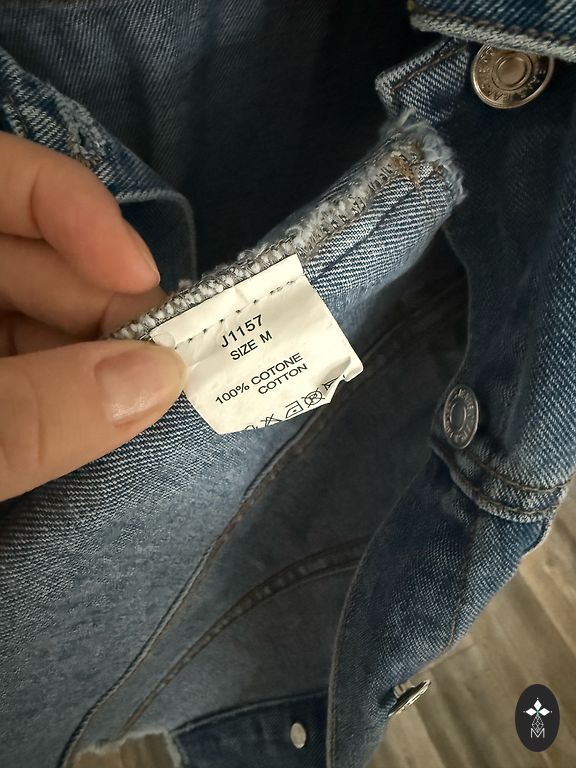 J1157
SIZE M
100% COTONE
COTTON
M